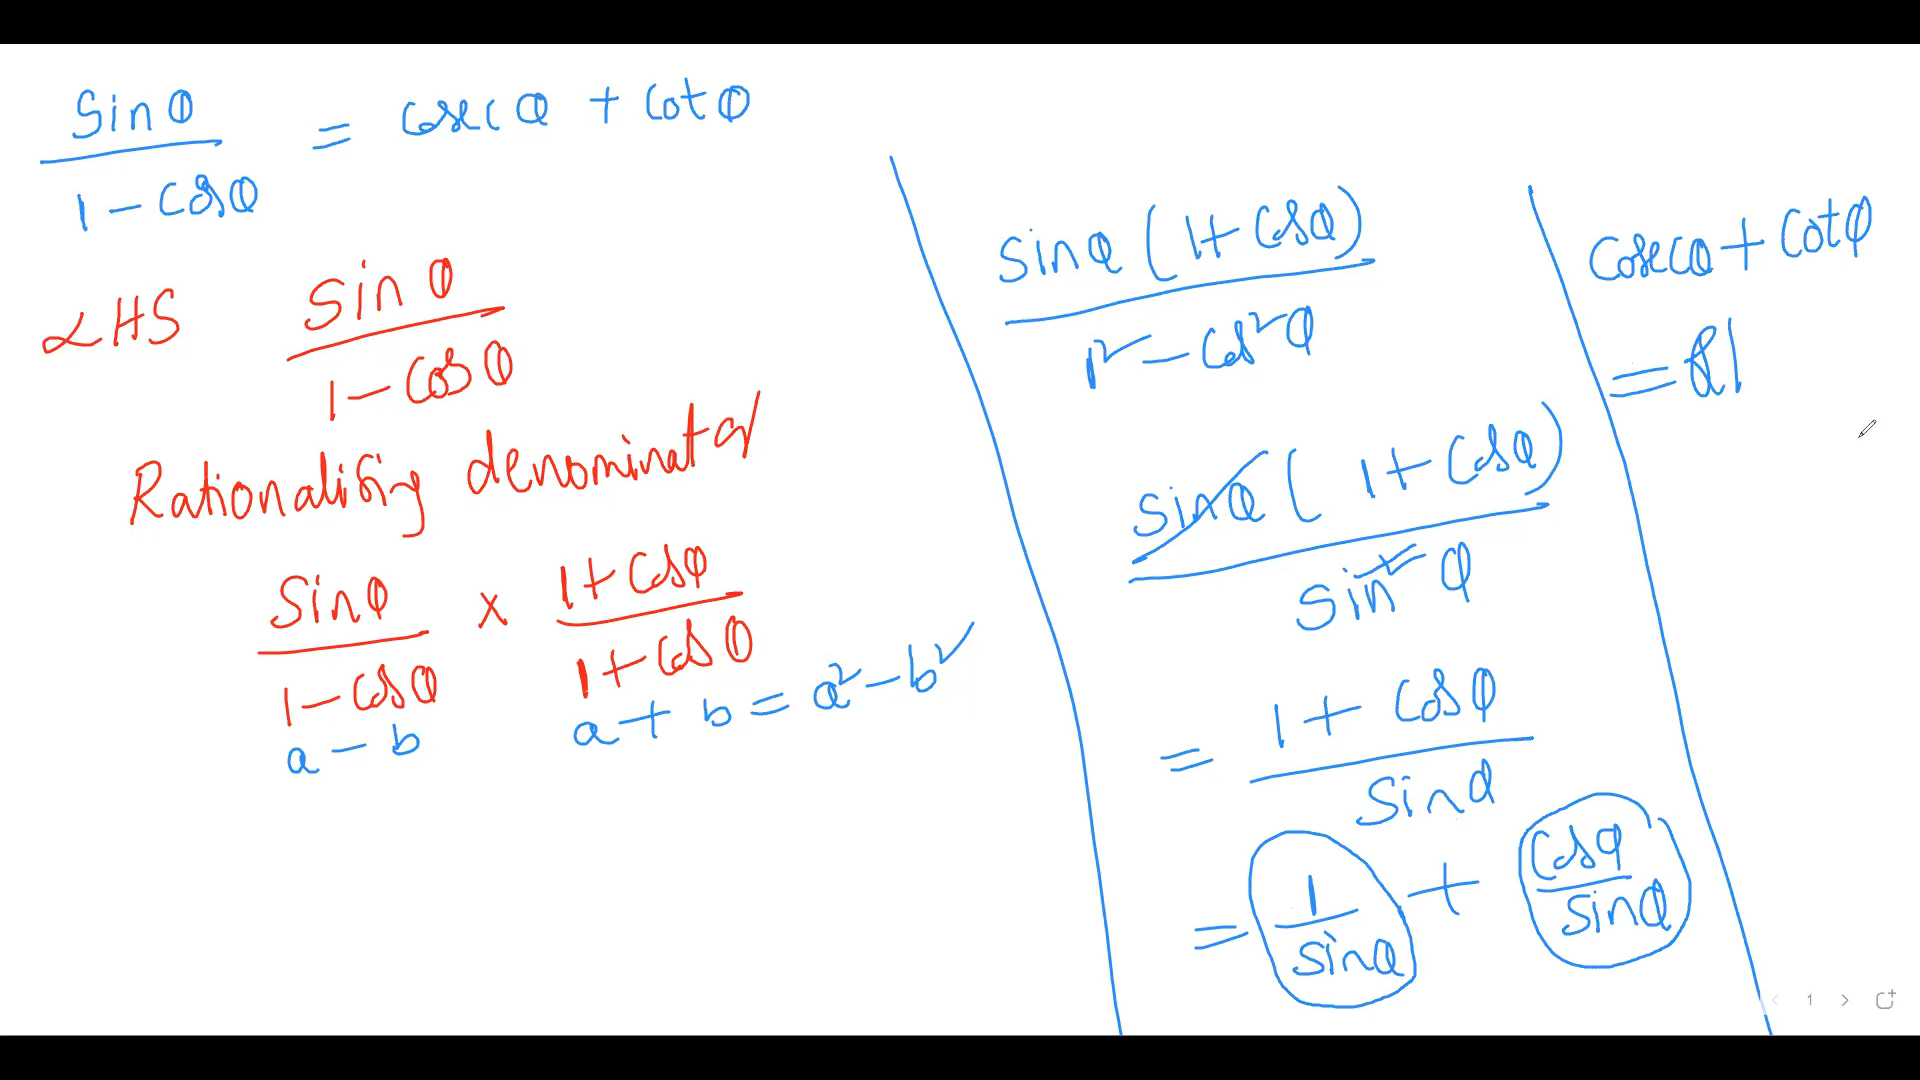 Sinθ / 1 - Cosθ = Cosecθ + Cotθ
LHS Sinθ / 1 - Cosθ
Rationalising denominator
Sinθ / 1 - Cosθ × 1 + Cosθ / 1 + Cosθ
a - b a + b = a² - b²
Sinθ (1 + Cosθ) / 1² - Cos²θ
Sinθ (1 + Cosθ) / Sin²θ
= 1 + Cosθ / Sinθ
= 1 / Sinθ + Cosθ / Sinθ
Cosecθ + Cotθ
= RH
1